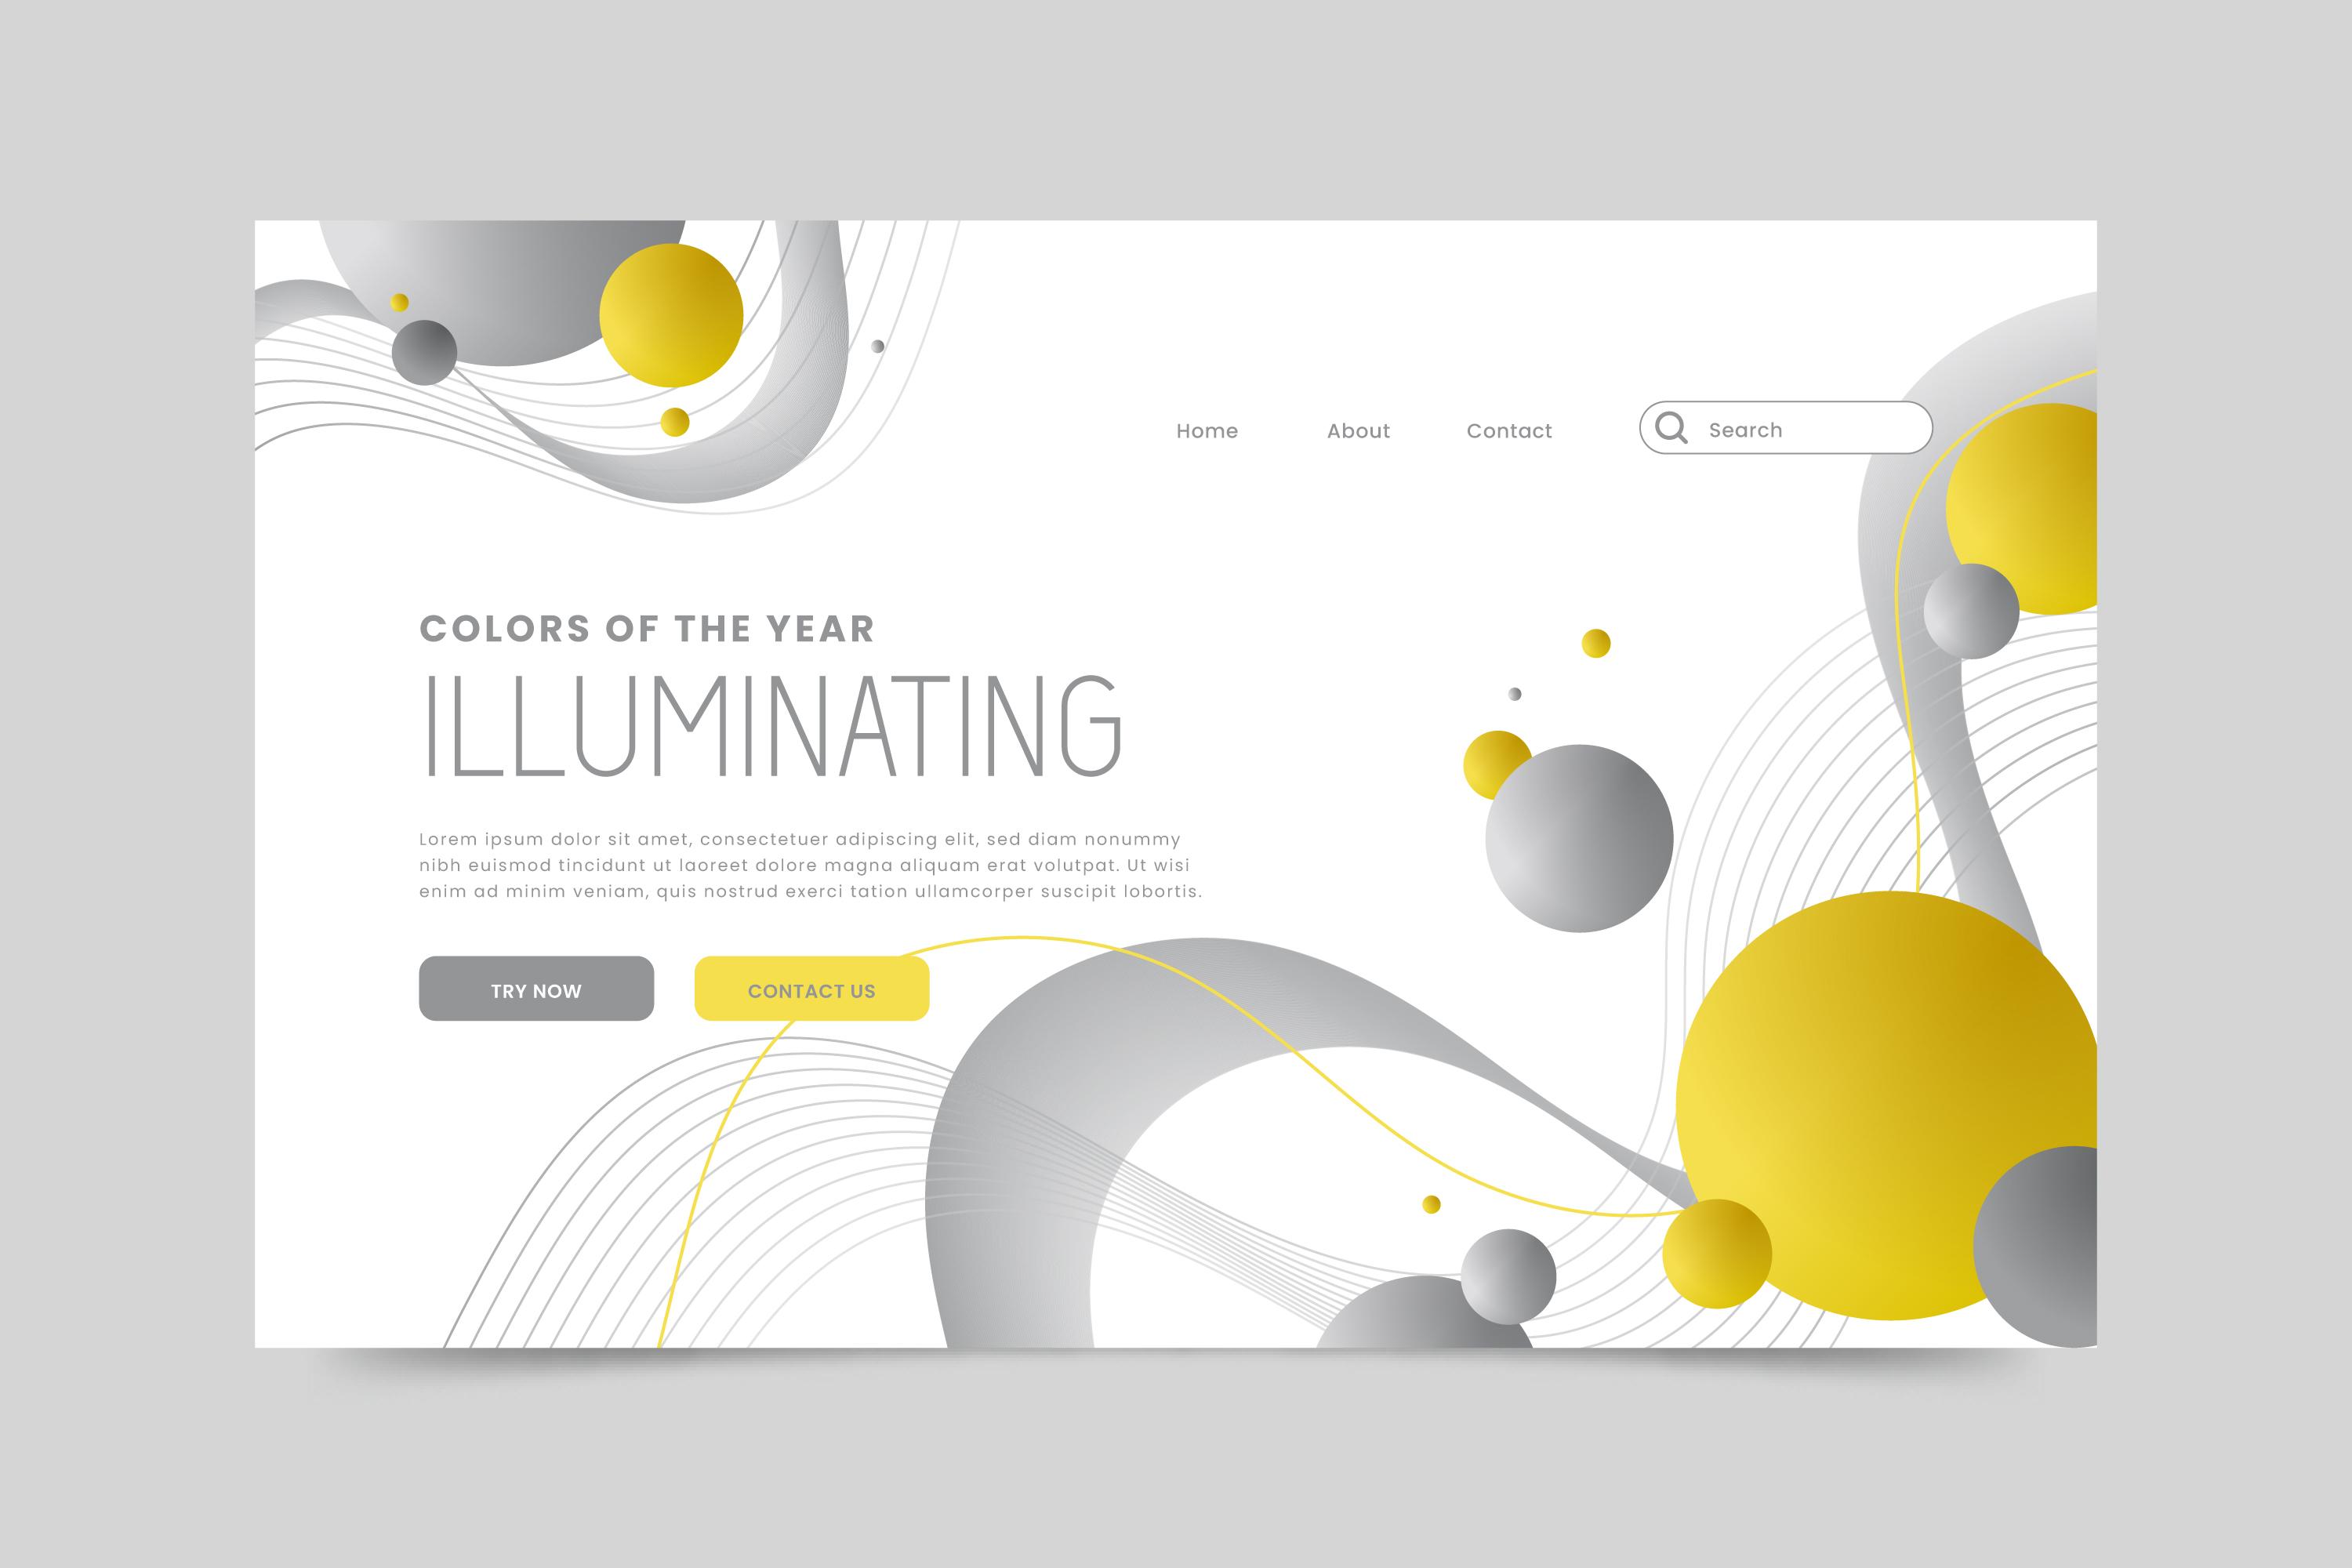 Home
About
Contact
Search
COLORS OF THE YEAR
ILLUMINATING
Lorem ipsum dolor sit amet, consectetuer adipiscing elit, sed diam nonummy
nibh euismod tincidunt ut laoreet dolore magna aliquam erat volutpat. Ut wisi
enim ad minim veniam, quis nostrud exerci tation ullamcorper suscipit lobortis.
TRY NOW
CONTACT US